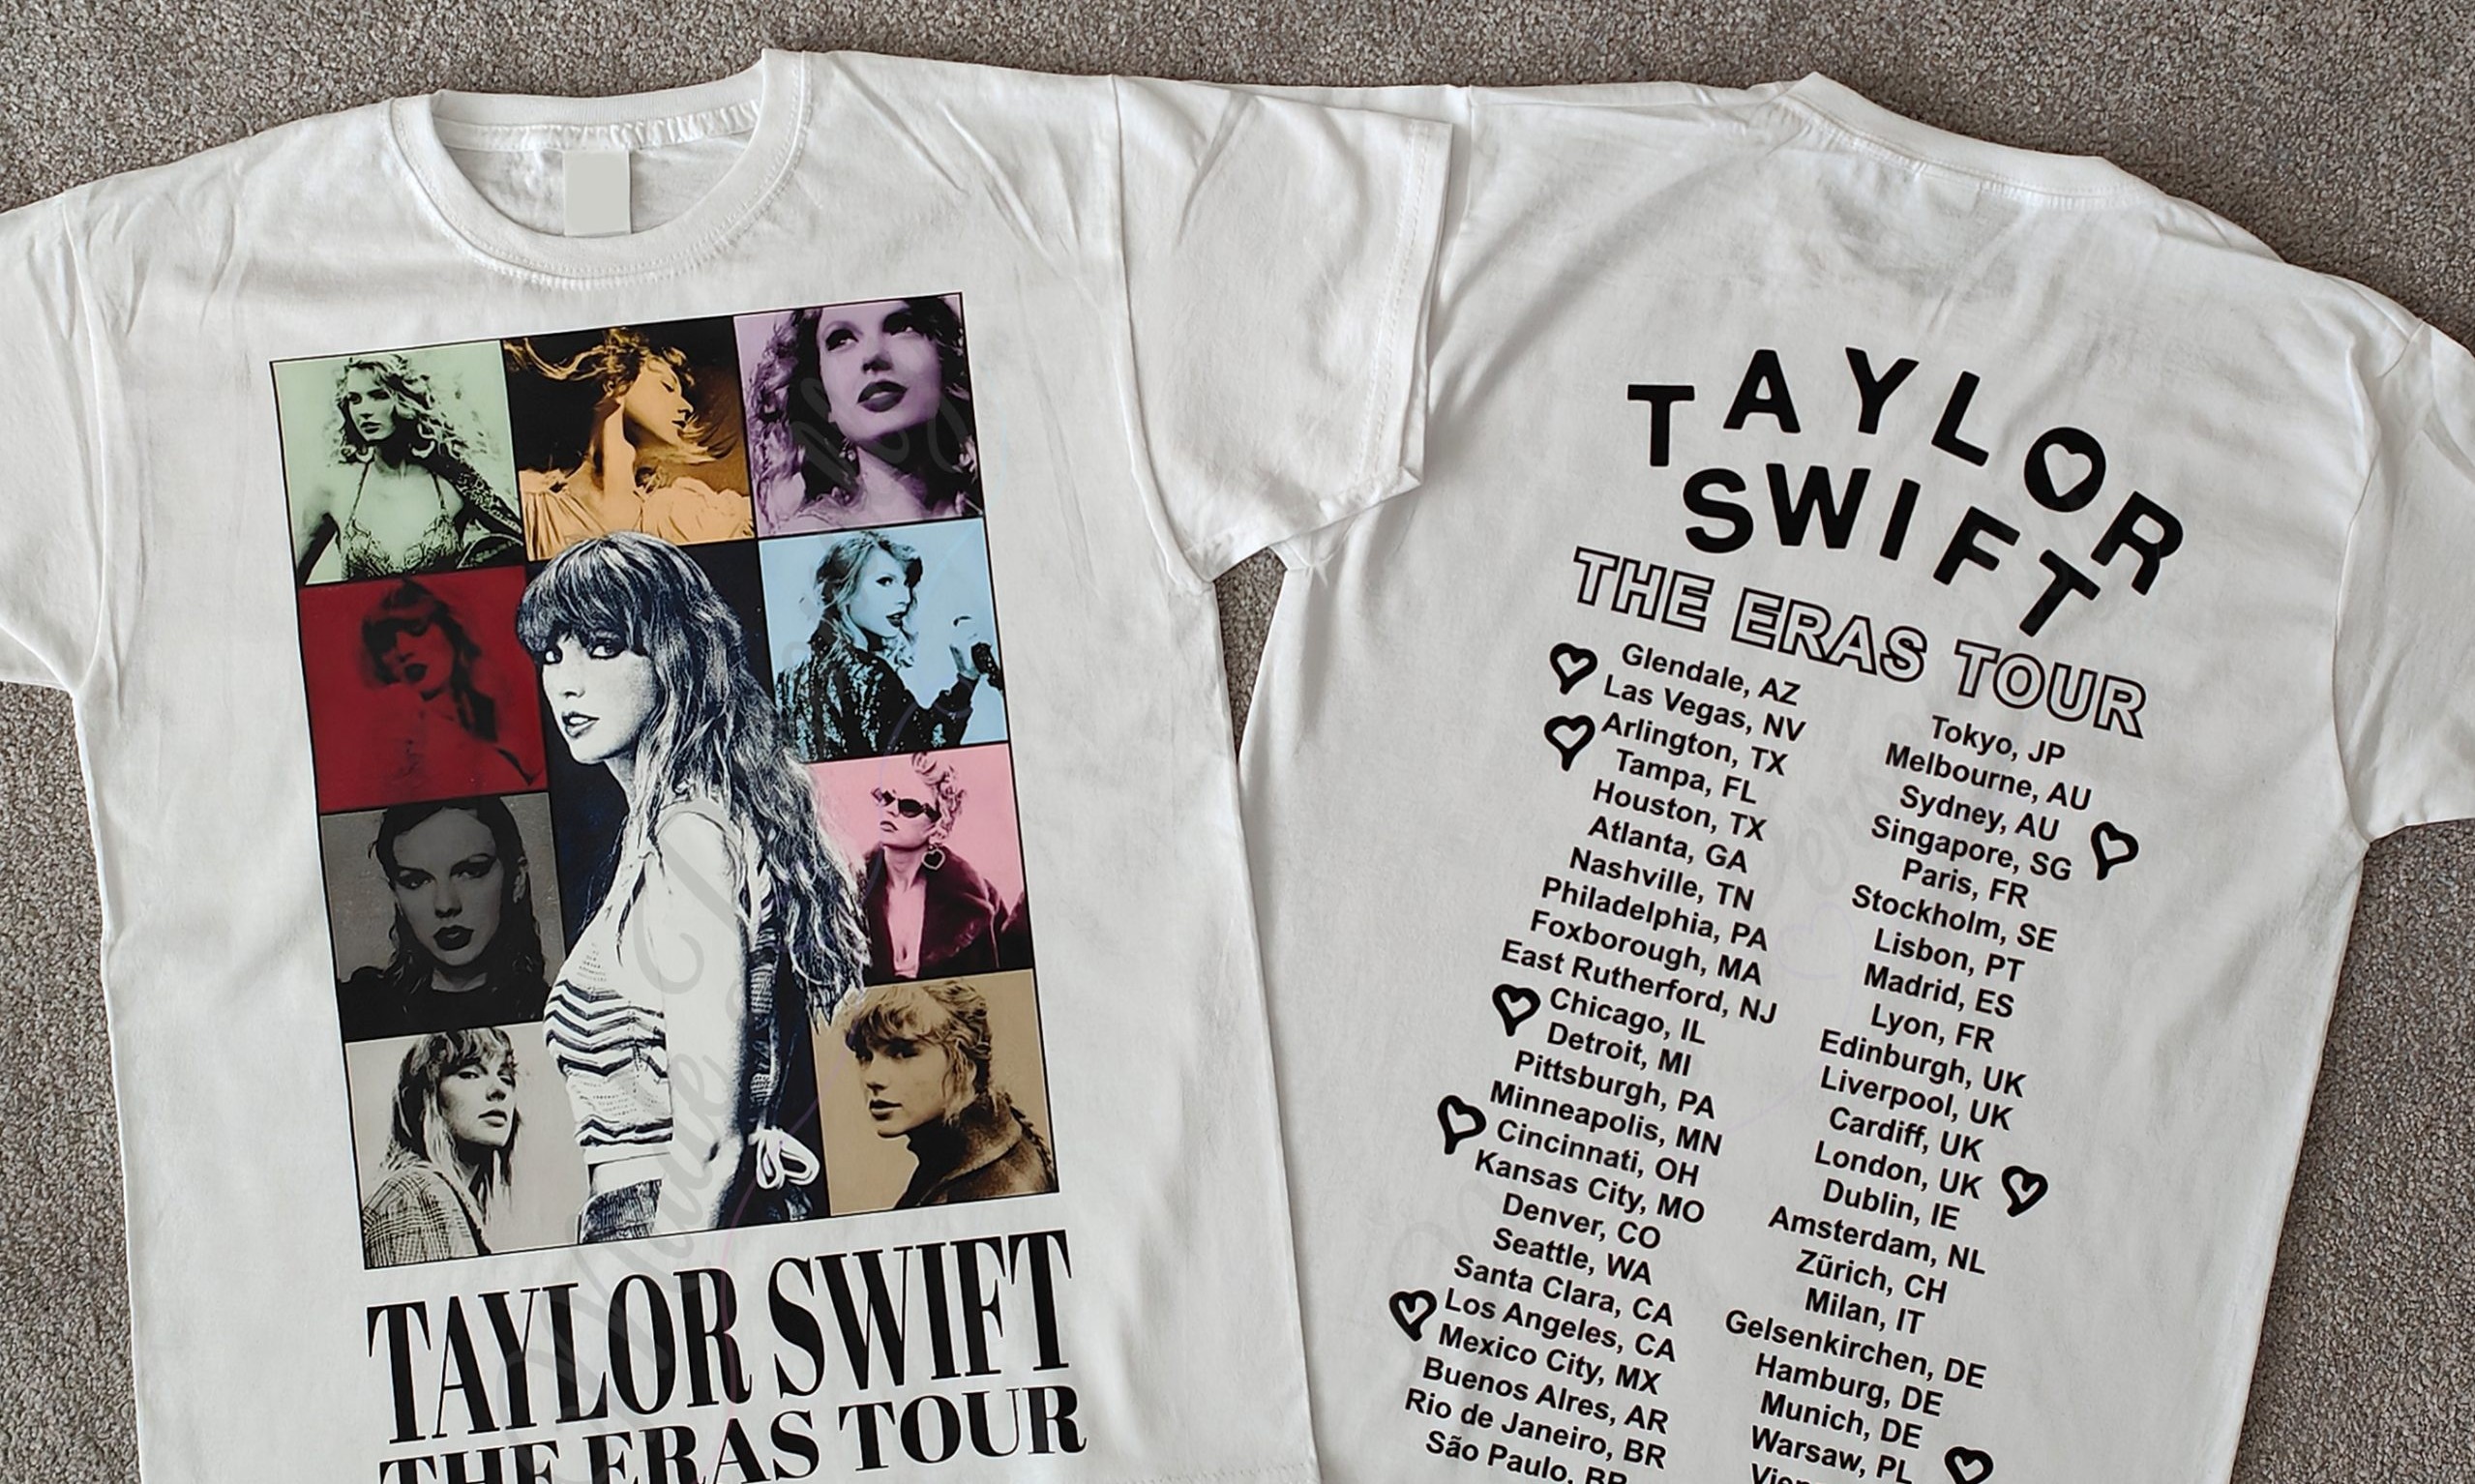 TAYLOR SWIFT
THE ERAS TOUR
TAYLOR
SWIFT
THE ERAS TOUR
Glendale, AZ
Las Vegas, NV
Arlington, TX
Tampa, FL
Houston, TX
Atlanta, GA
Nashville, TN
Philadelphia, PA
Foxborough, MA
East Rutherford, NJ
Chicago, IL
Detroit, MI
Pittsburgh, PA
Minneapolis, MN
Cincinnati, OH
Kansas City, MO
Denver, CO
Seattle, WA
Santa Clara, CA
Los Angeles, CA
Mexico City, MX
Buenos Alres, AR
Rio de Janeiro, BR
São Paulo, BR
Tokyo, JP
Melbourne, AU
Sydney, AU
Singapore, SG
Paris, FR
Stockholm, SE
Lisbon, PT
Madrid, ES
Lyon, FR
Edinburgh, UK
Liverpool, UK
Cardiff, UK
London, UK
Dublin, IE
Amsterdam, NL
Zürich, CH
Milan, IT
Gelsenkirchen, DE
Hamburg, DE
Munich, DE
Warsaw, PL